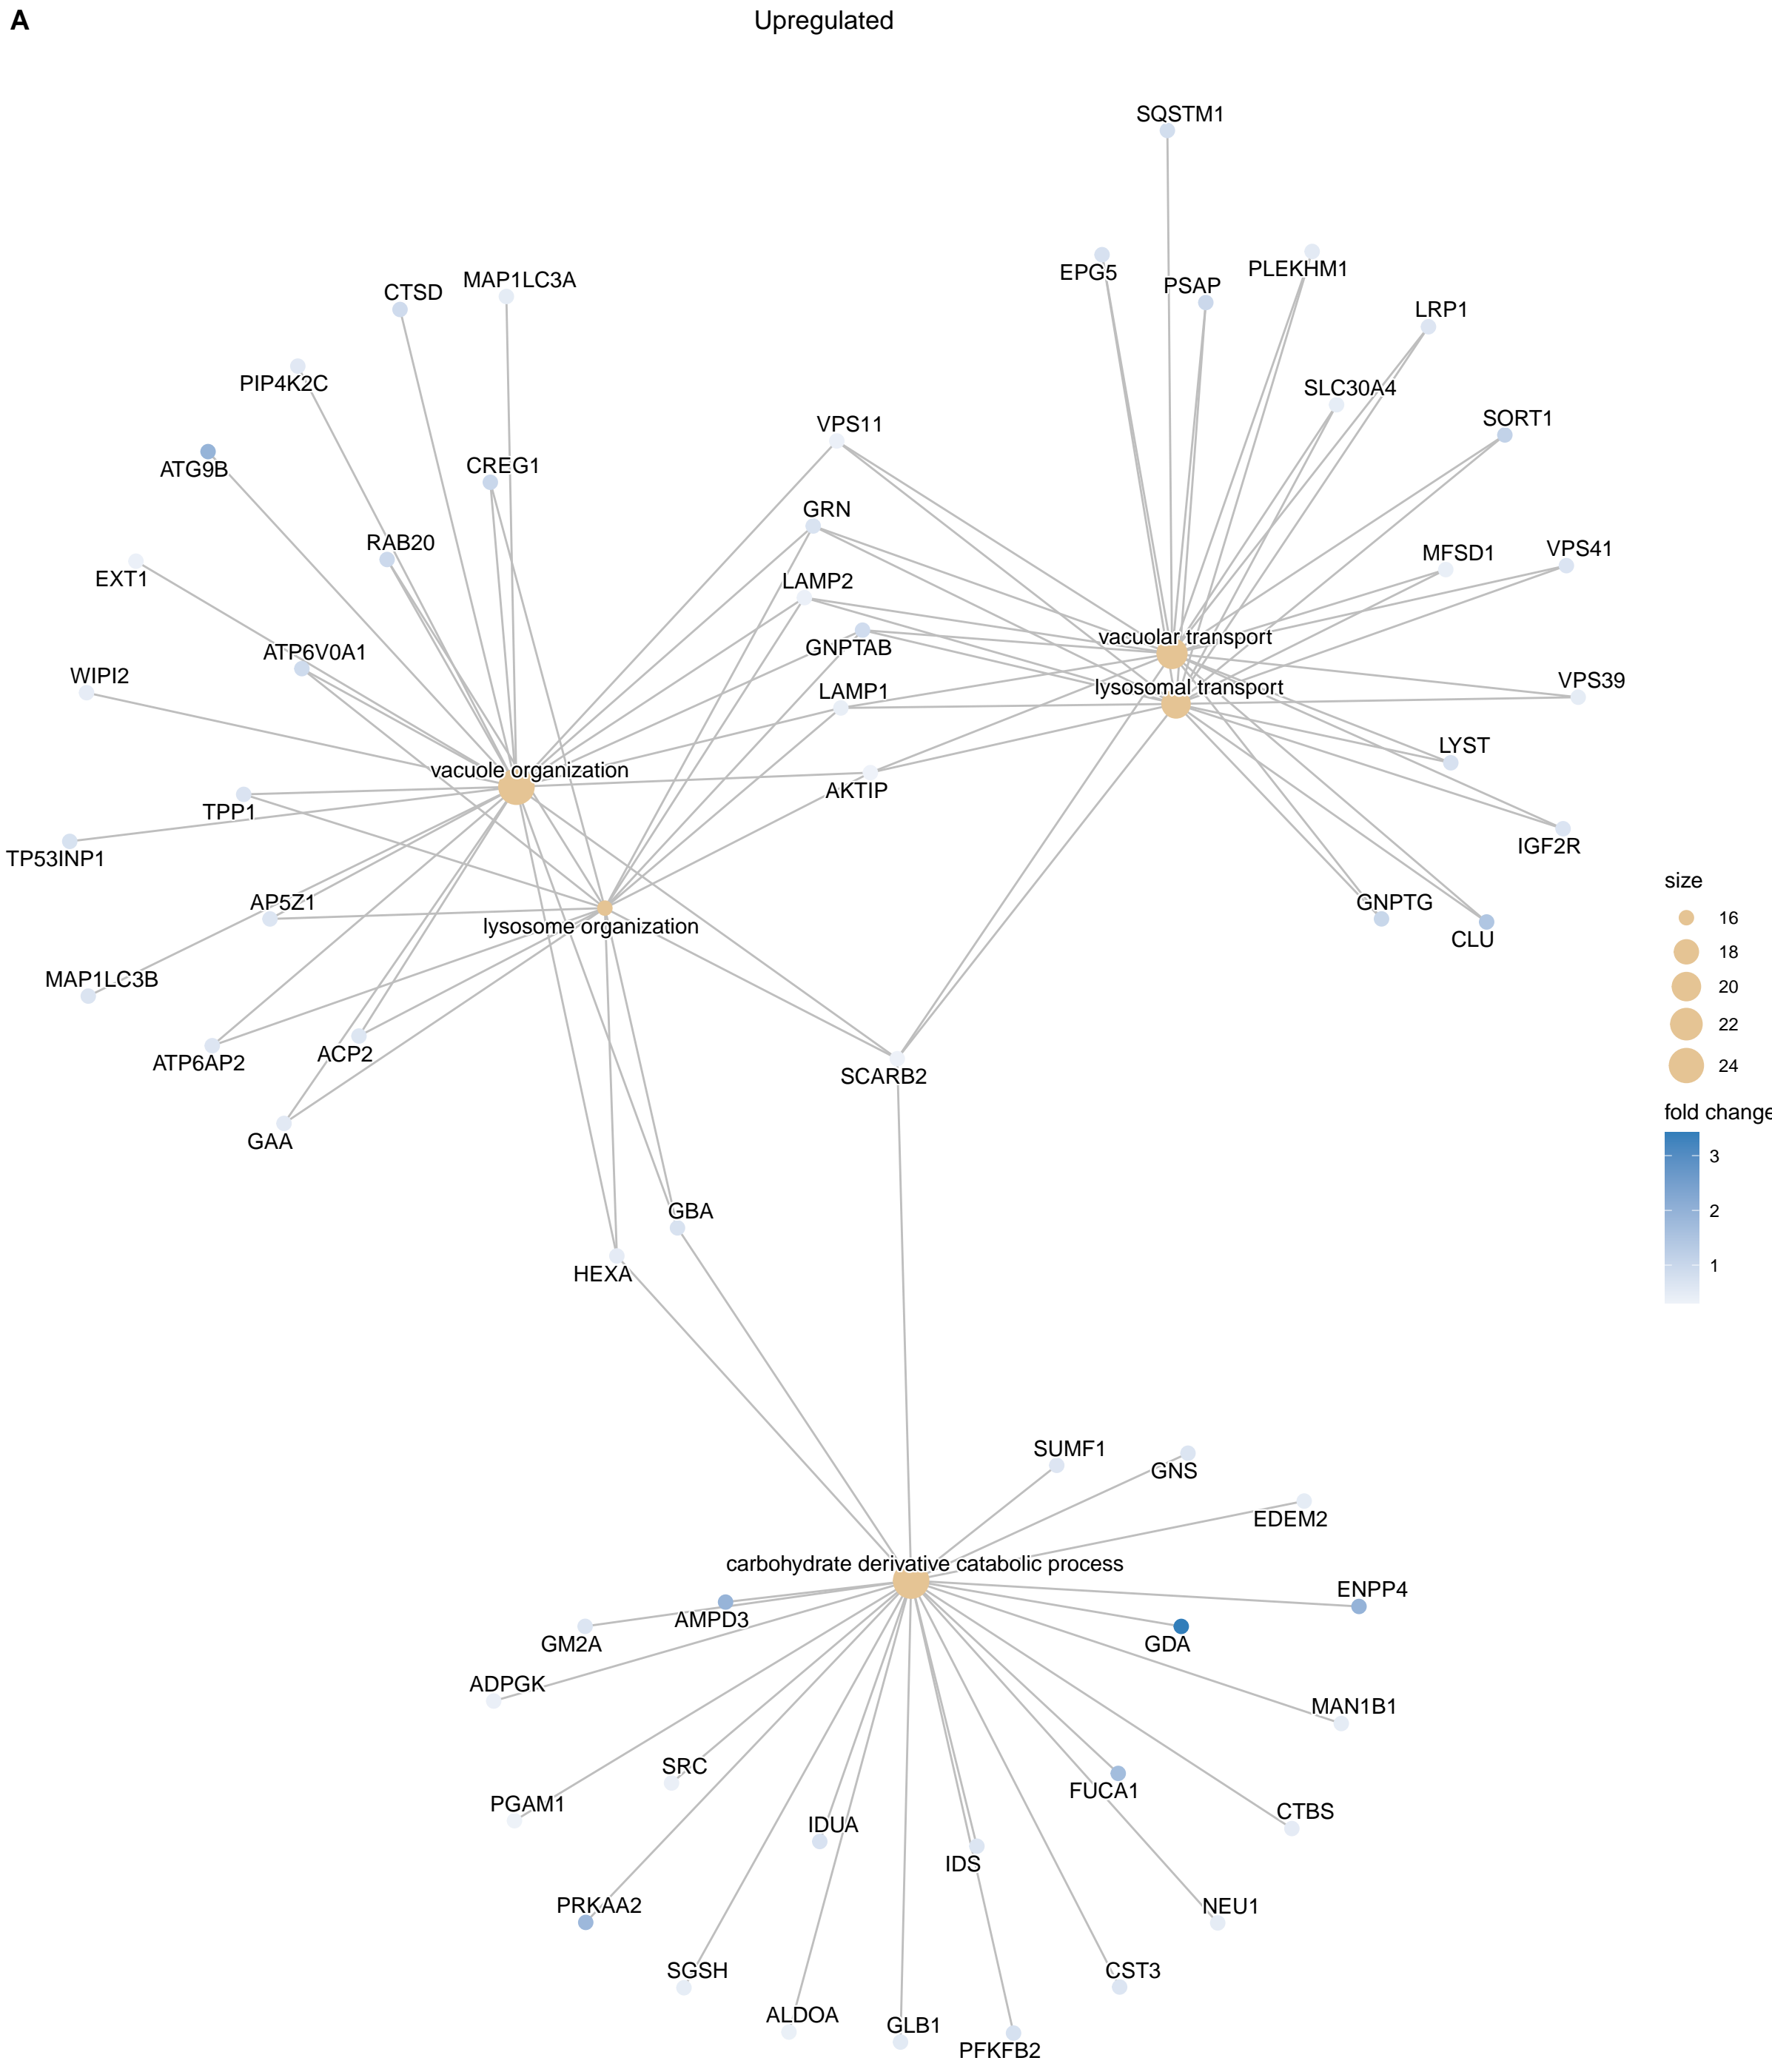 A
Upregulated
SQSTM1
EPG5
PSAP
PLEKHM1
LRP1
CTSD
MAP1LC3A
PIP4K2C
SLC30A4
SORT1
VPS11
ATG9B
CREG1
GRN
RAB20
MFSD1
VPS41
EXT1
LAMP2
vacuolar transport
ATP6V0A1
GNPTAB
WIPI2
LAMP1
lysosomal transport
VPS39
LYST
vacuole organization
AKTIP
TPP1
TP53INP1
IGF2R
AP5Z1
GNPTG
CLU
lysosome organization
MAP1LC3B
ATP6AP2
ACP2
SCARB2
GAA
GBA
HEXA
size
16
18
20
22
24
fold change
3
2
1
SUMF1
GNS
EDEM2
carbohydrate derivative catabolic process
ENPP4
AMPD3
GM2A
GDA
ADPGK
MAN1B1
SRC
FUCA1
PGAM1
CTBS
IDUA
IDS
PRKAA2
NEU1
SGSH
CST3
ALDOA
GLB1
PFKFB2